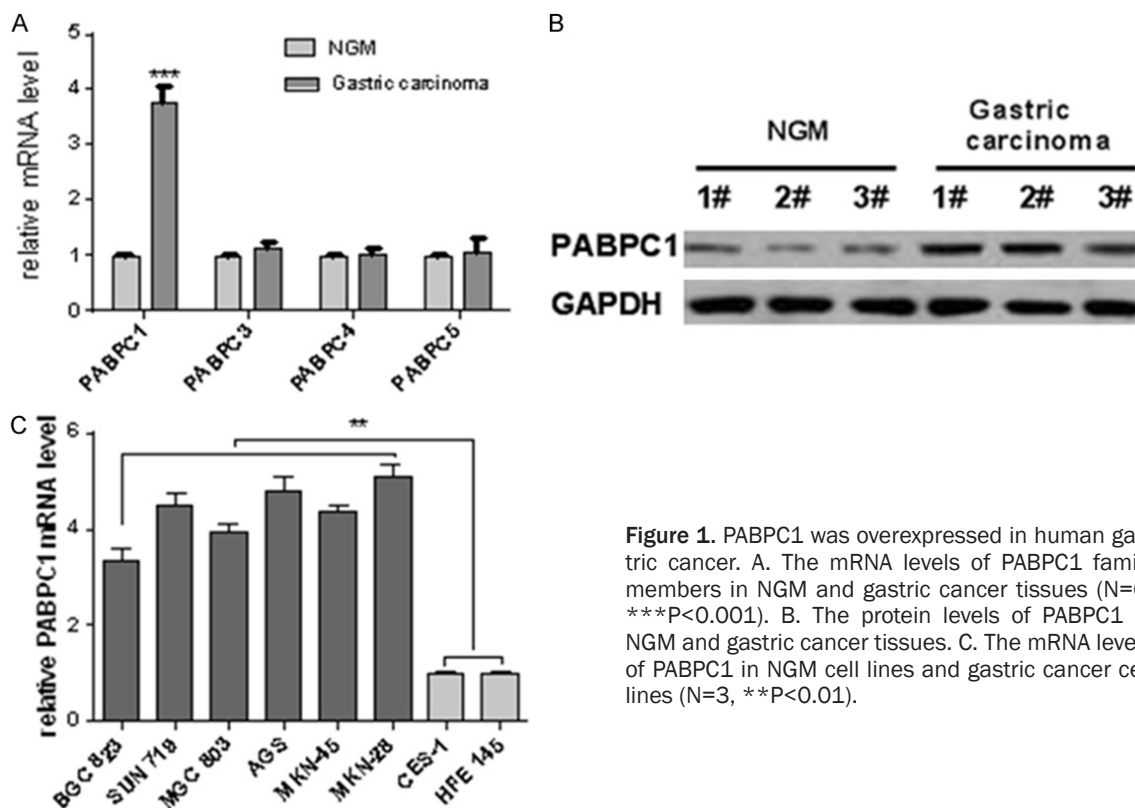 A
relative mRNA level
5
4
3
2
1
0
***
NGM
Gastric carcinoma
PABPC1
PABPC3
PABPC4
PABPC5
B
NGM
Gastric
carcinoma
1# 2# 3# 1# 2# 3#
PABPC1
GAPDH
C
relative PABPC1 mRNA level
6
4
2
0
**
BGC 823
SUN 719
MGC 803
AGS
MKN-45
MKN-28
CES-1
HFE 145
Figure 1. PABPC1 was overexpressed in human gas
tric cancer. A. The mRNA levels of PABPC1 fami
members in NGM and gastric cancer tissues (N=
***P<0.001). B. The protein levels of PABPC1
NGM and gastric cancer tissues. C. The mRNA level
of PABPC1 in NGM cell lines and gastric cancer ce
lines (N=3, **P<0.01).